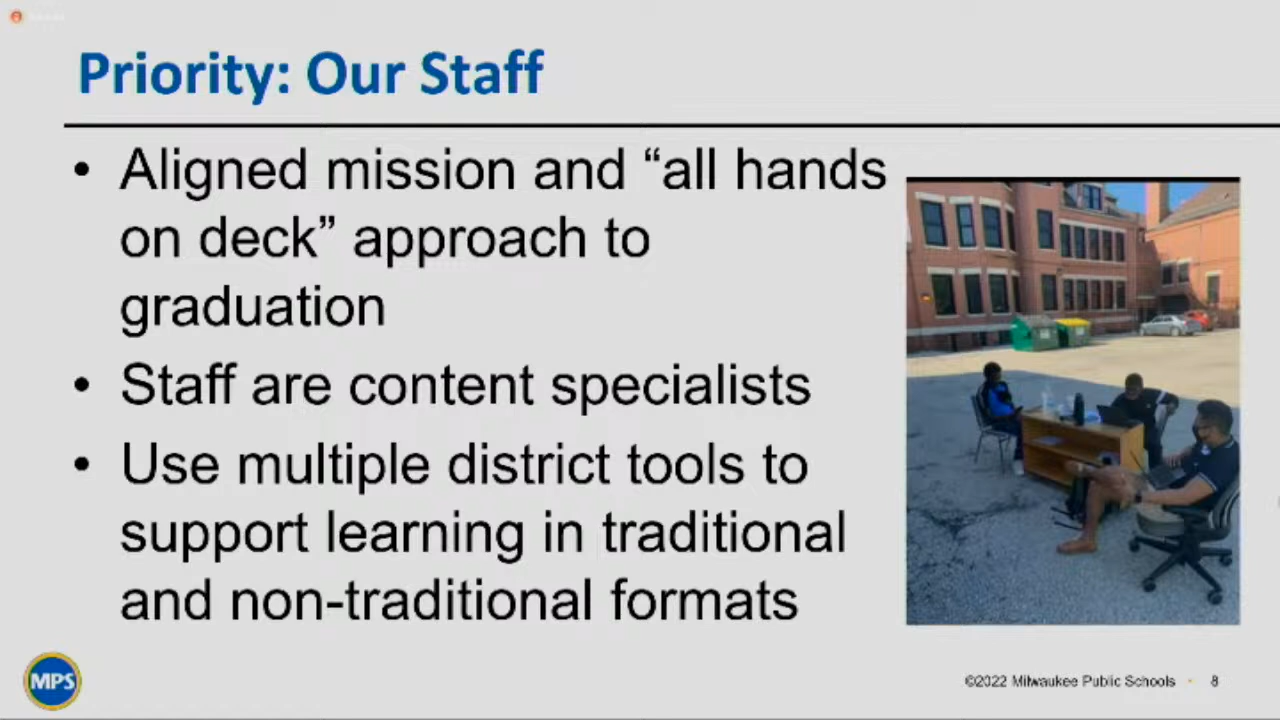 Priority: Our Staff
• Aligned mission and “all hands
on deck” approach to
graduation
• Staff are content specialists
• Use multiple district tools to
support learning in traditional
and non-traditional formats
MPS
©2022 Milwaukee Public Schools • 8